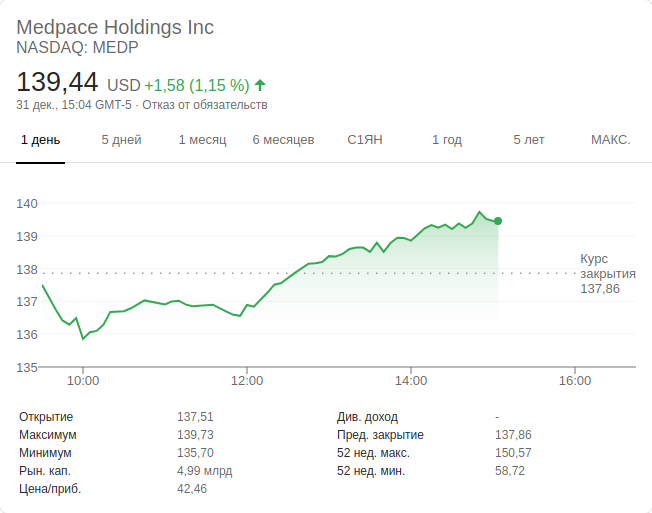 Medpace Holdings Inc
NASDAQ: MEDP
139,44 USD +1,58 (1,15 %)
31 дек., 15:04 GMT-5 · Отказ от обязательств
1 день 5 дней 1 месяц 6 месяцев С1ЯН 1 год 5 лет МАКС.
140
139
138
137
136
135
Курс
закрытия
137,86
10:00 12:00 14:00 16:00
Открытие 137,51 Див. доход -
Максимум 139,73 Пред. закрытие 137,86
Минимум 135,70 52 нед. макс. 150,57
Рын. кап. 4,99 млрд 52 нед. мин. 58,72
Цена/приб. 42,46